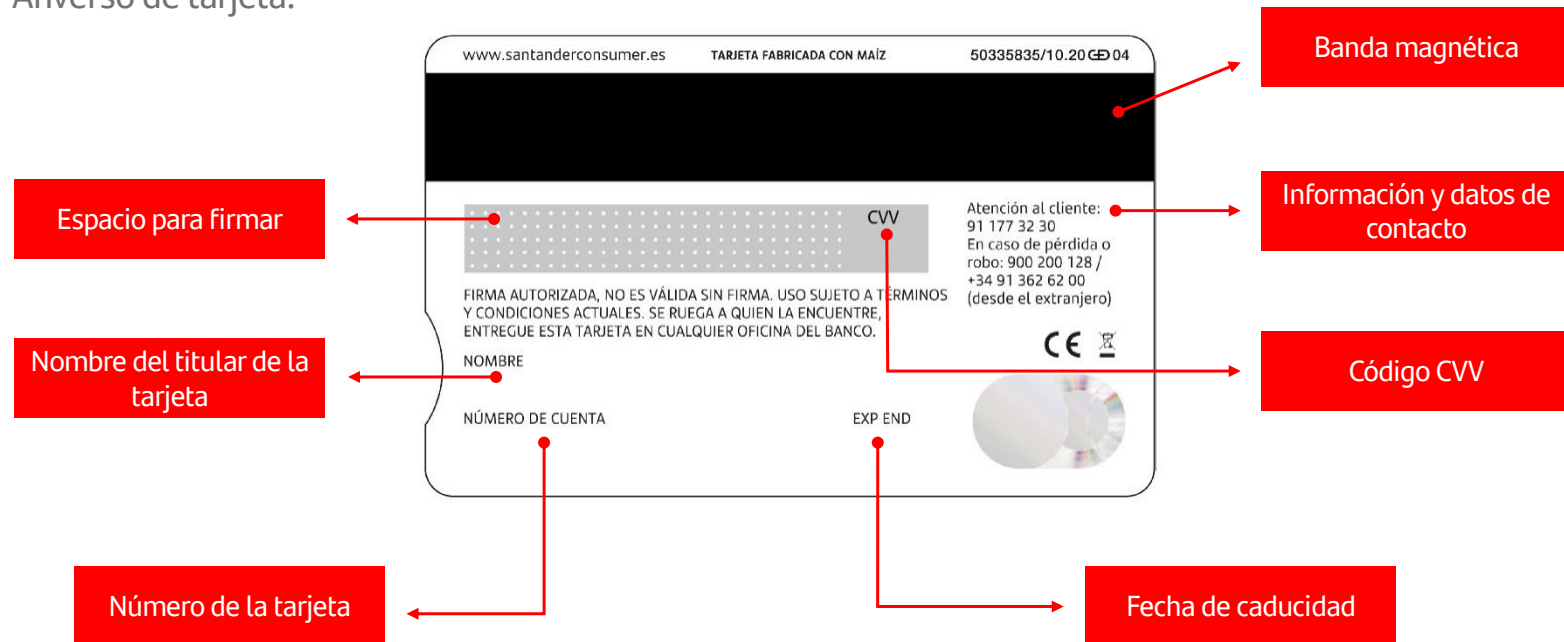 Anverso de tarjeta:
www.santanderconsumer.es TARJETA FABRICADA CON MAÍZ 50335835/10.20 GD 04
Banda magnética
Espacio para firmar
CVV
Atención al cliente:
91 177 32 30
En caso de pérdida o
robo: 900 200 128 /
+34 91 362 62 00
(desde el extranjero)
Información y datos de
contacto
FIRMA AUTORIZADA, NO ES VÁLIDA SIN FIRMA. USO SUJETO A TÉRMINOS
Y CONDICIONES ACTUALES. SE RUEGA A QUIEN LA ENCUENTRE,
ENTREGUE ESTA TARJETA EN CUALQUIER OFICINA DEL BANCO.
CE
Nombre del titular de la
tarjeta
NOMBRE
Código CVV
NÚMERO DE CUENTA EXP END
Número de la tarjeta
Fecha de caducidad